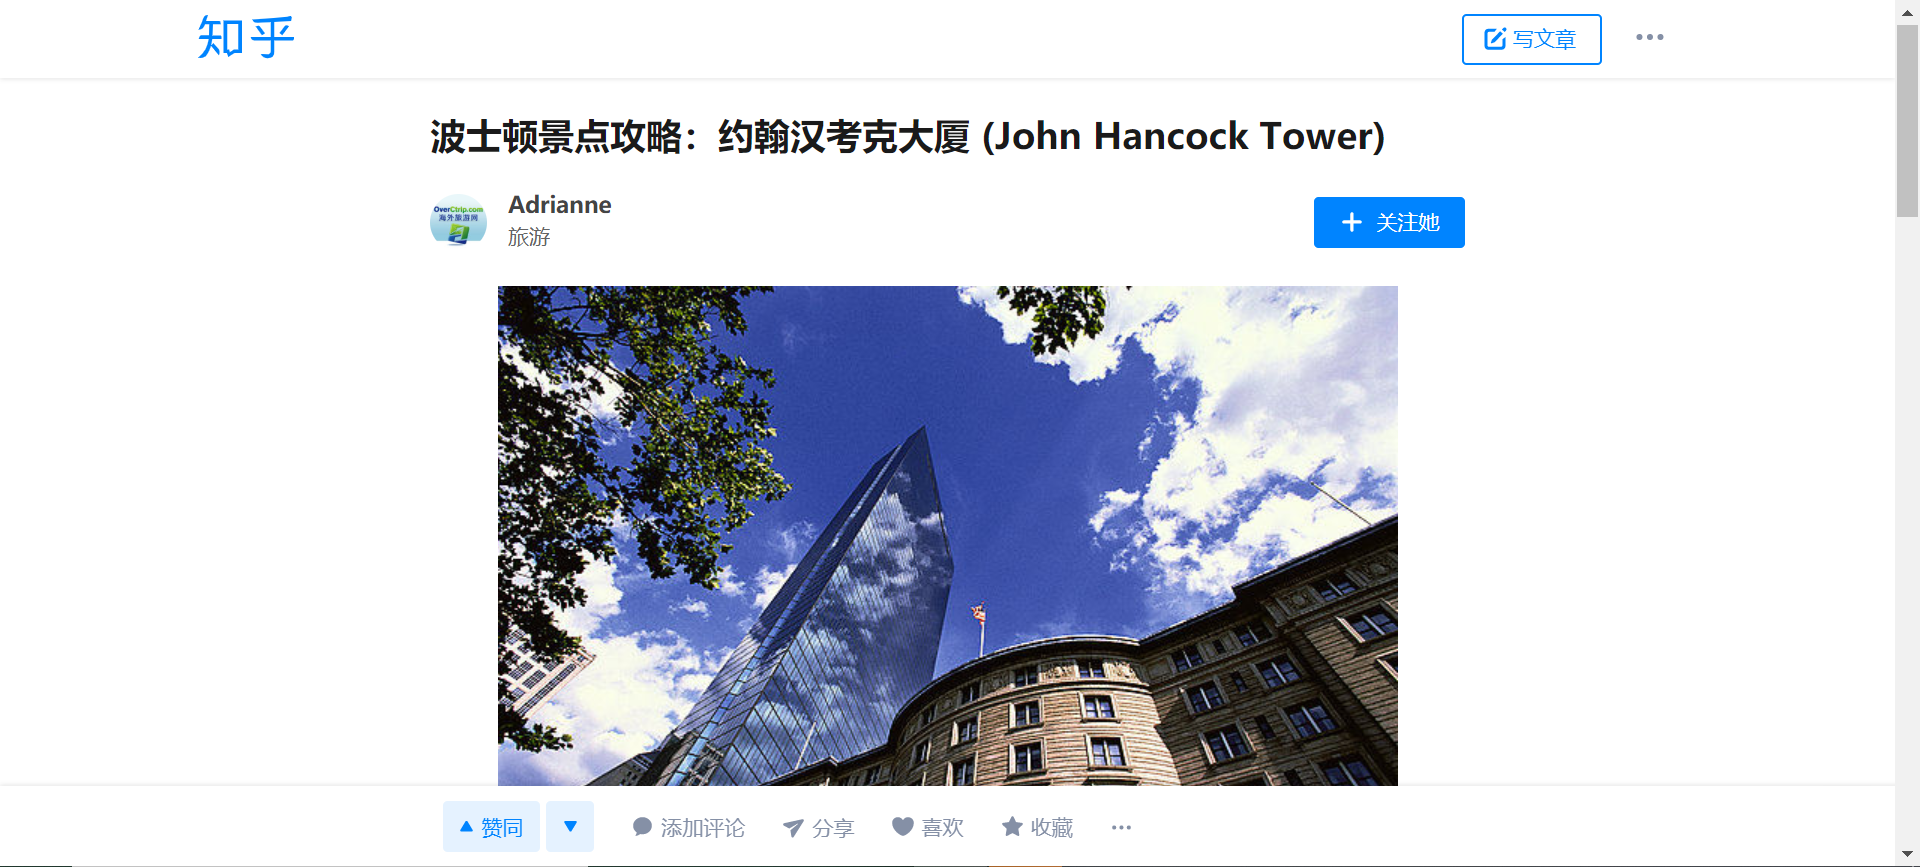 知乎
写文章
波士顿景点攻略：约翰汉考克大厦 (John Hancock Tower)
OverCtrip.com
海外旅游网
Adrianne
旅游
关注她
赞同
添加评论
分享
喜欢
收藏